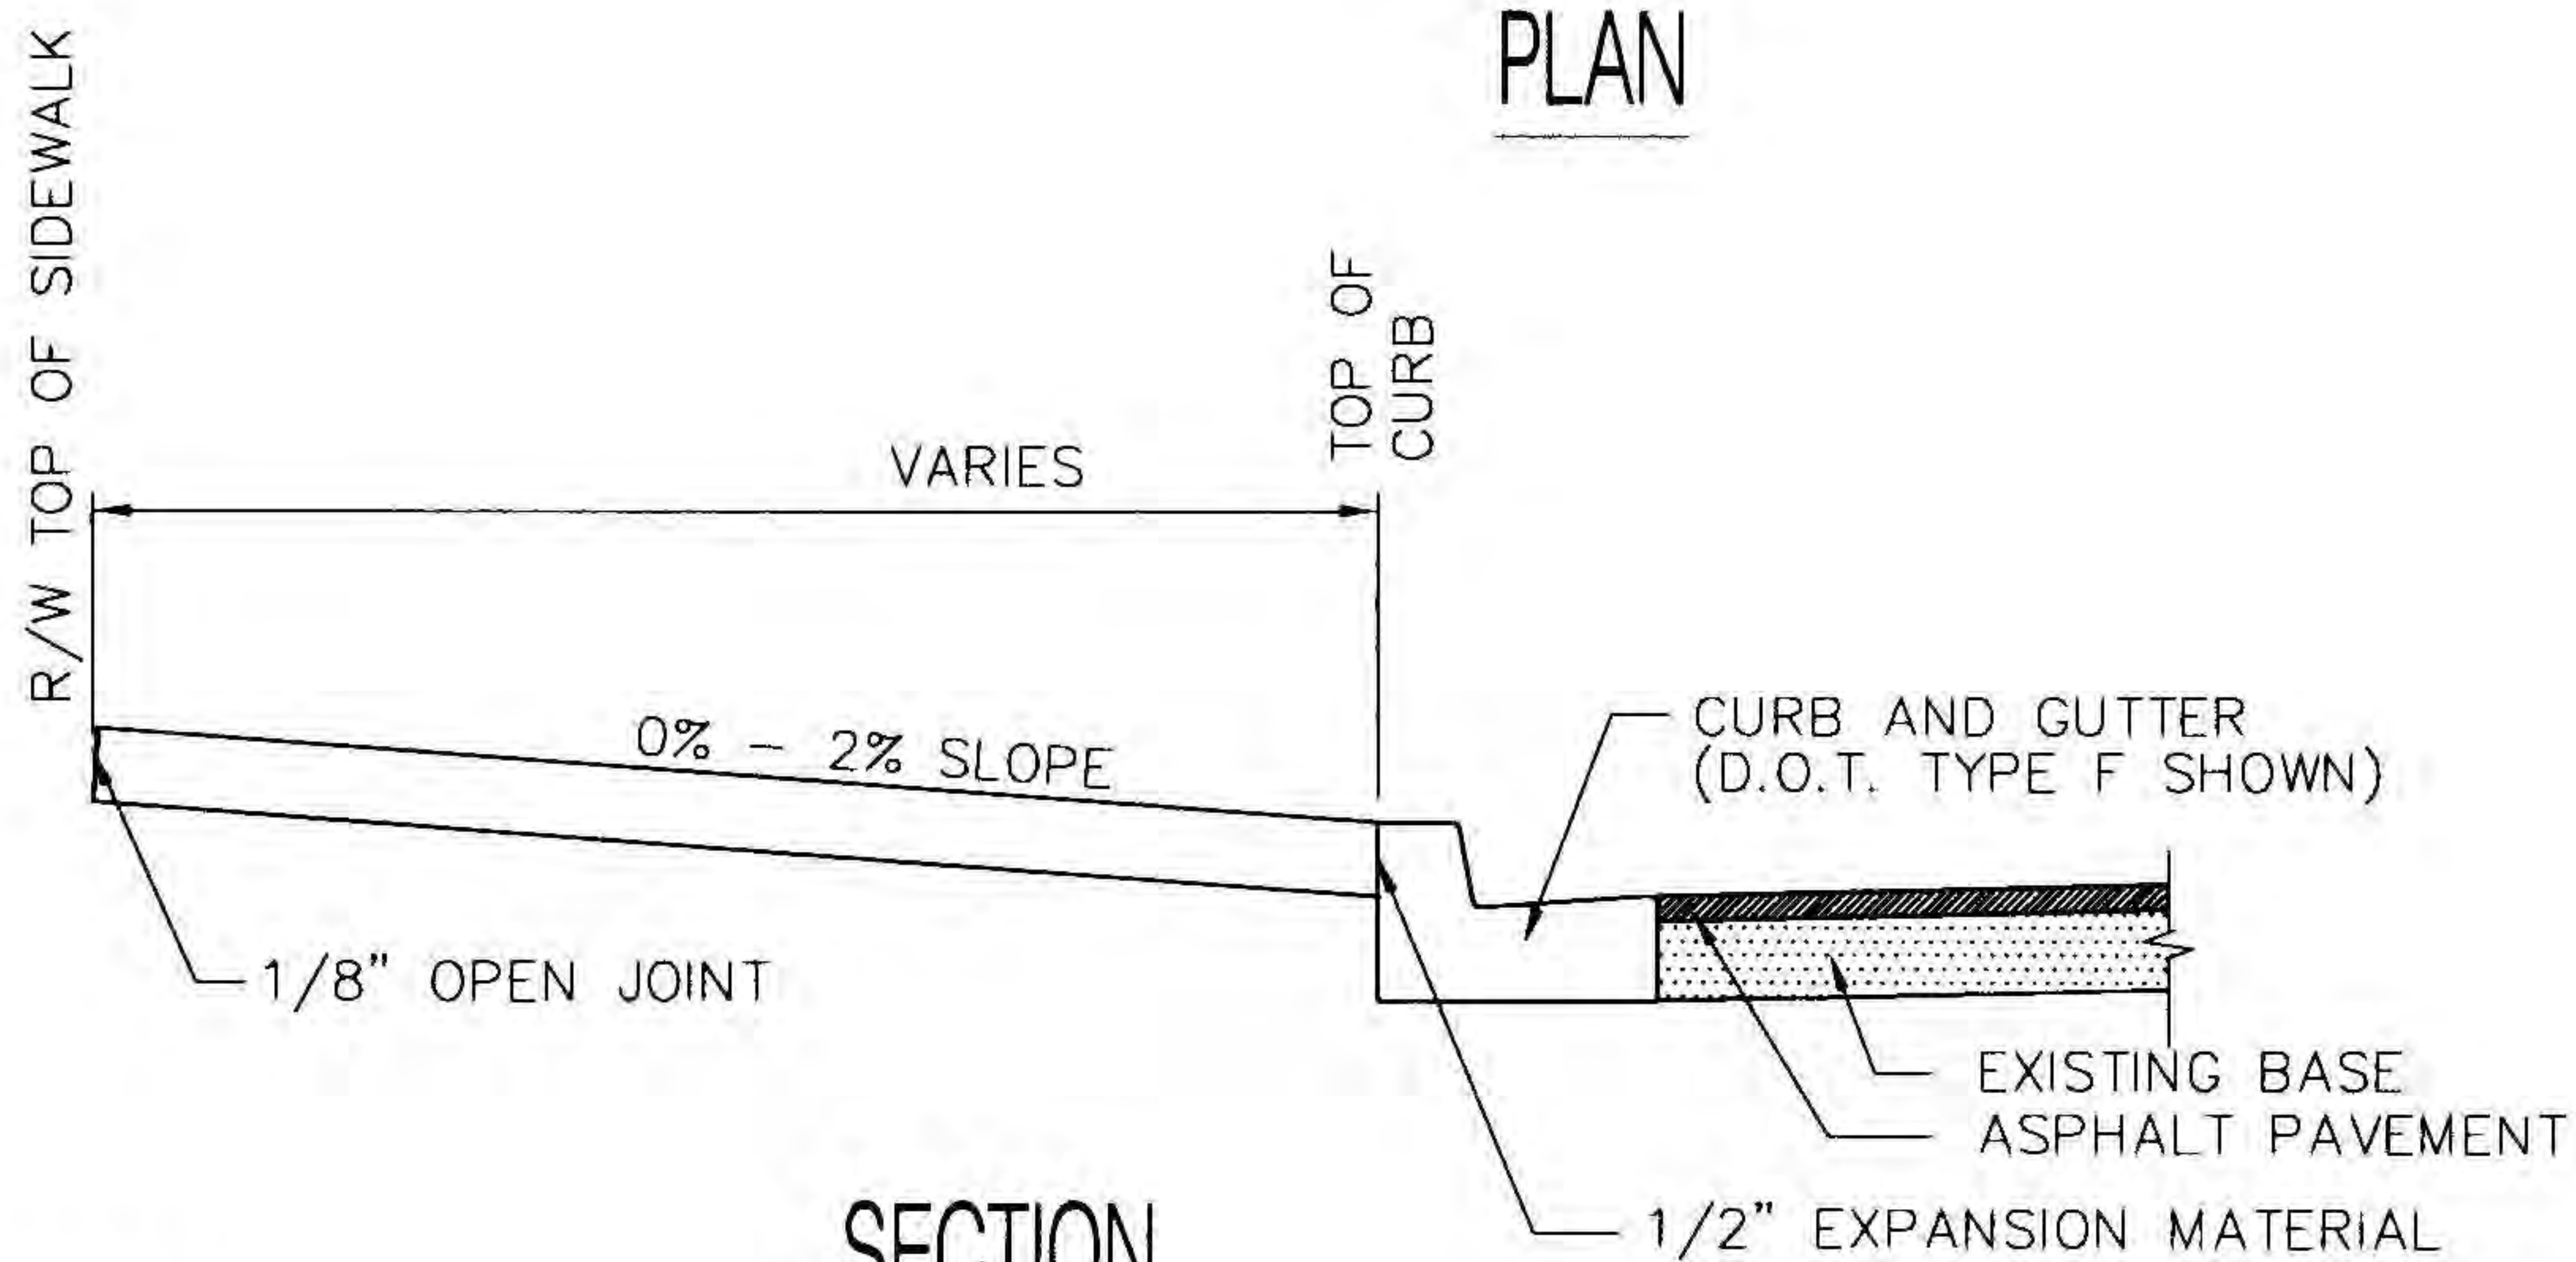 PLAN
R/W TOP OF SIDEWALK
TOP OF
CURB
VARIES
0% - 2% SLOPE
CURB AND GUTTER
(D.O.T. TYPE F SHOWN)
1/8" OPEN JOINT
EXISTING BASE
ASPHALT PAVEMENT
1/2" EXPANSION MATERIAL
SECTION